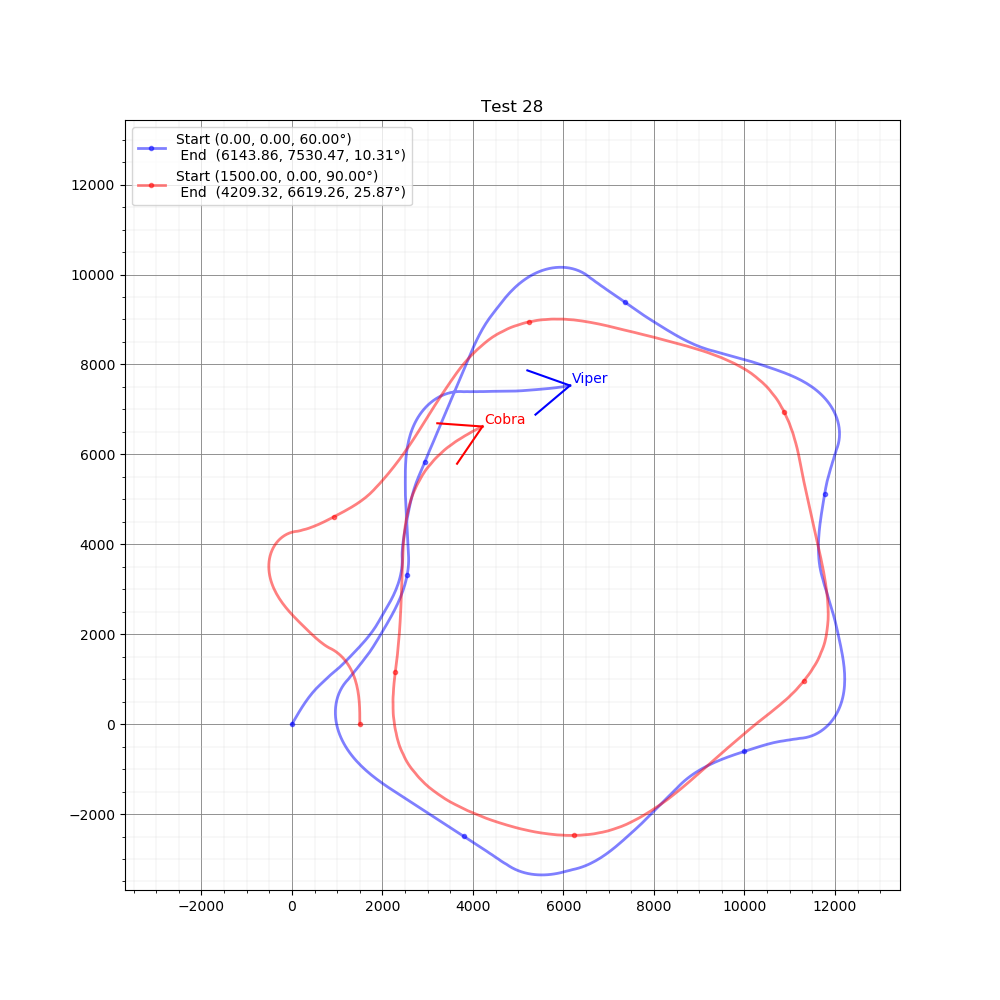 Test 28
Start (0.00, 0.00, 60.00°)
End  (6143.86, 7530.47, 10.31°)
Start (1500.00, 0.00, 90.00°)
End  (4209.32, 6619.26, 25.87°)
12000
10000
8000
6000
4000
2000
0
−2000
Viper
Cobra
−2000 0 2000 4000 6000 8000 10000 12000